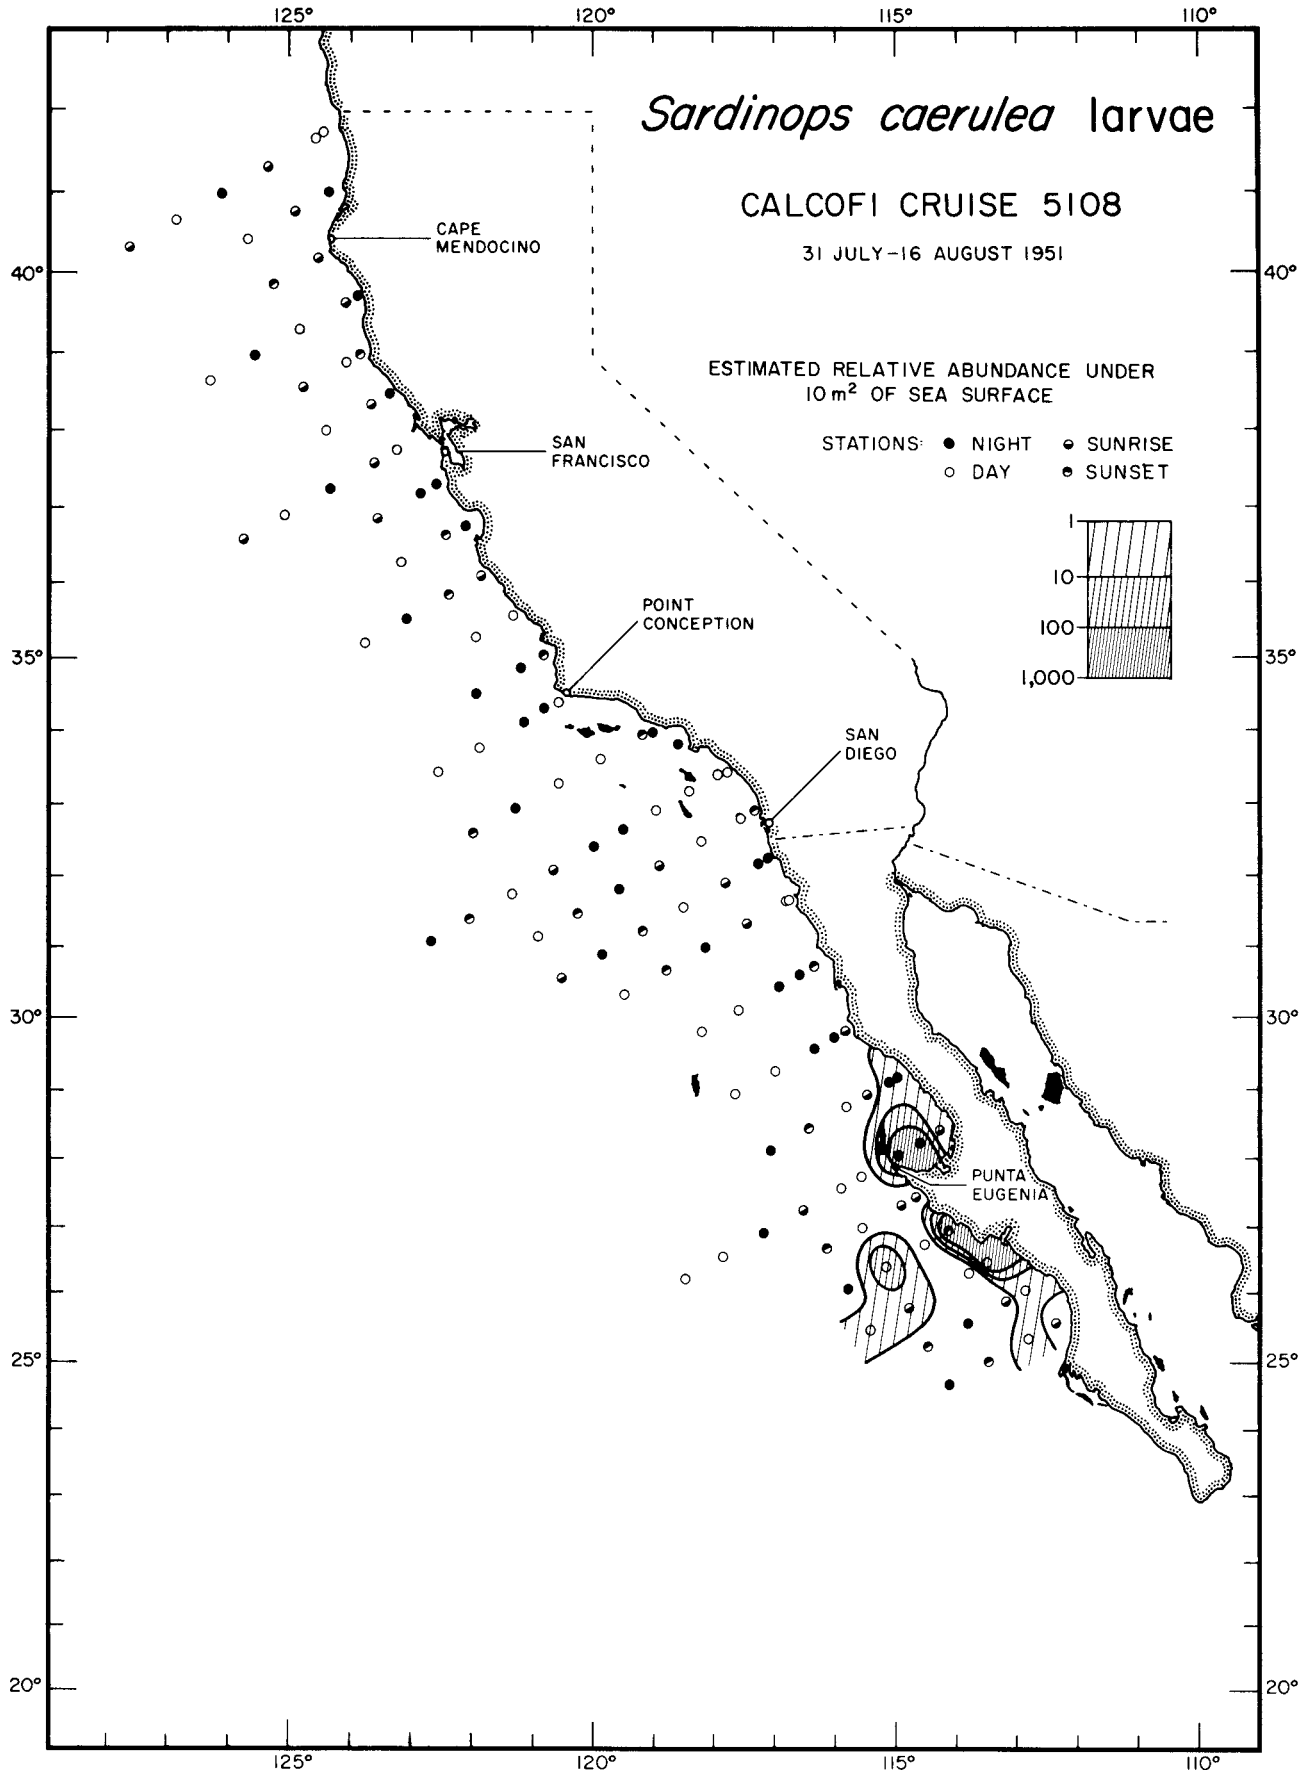 125°
120°
115°
110°
Sardinops caerulea larvae
CALCOFI CRUISE 5108
31 JULY-16 AUGUST 1951
CAPE
MENDOCINO
40°
40°
ESTIMATED RELATIVE ABUNDANCE UNDER
10 m² OF SEA SURFACE
STATIONS: NIGHT SUNRISE
DAY SUNSET
SAN
FRANCISCO
1
10
100
1,000
POINT
CONCEPTION
35°
35°
SAN
DIEGO
30°
30°
PUNTA
EUGENIA
25°
25°
20°
20°
125°
120°
115°
110°